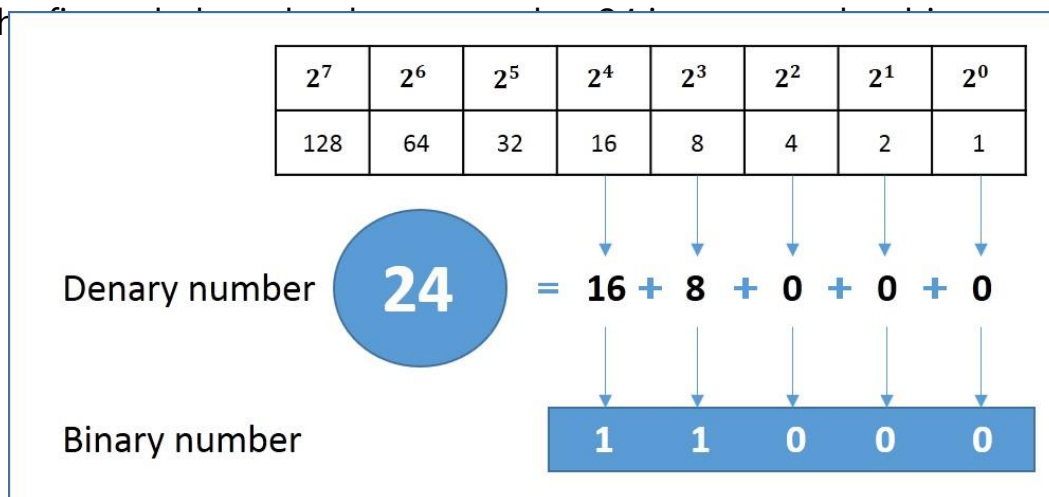 2⁷ 2⁶ 2⁵ 2⁴ 2³ 2² 2¹ 2⁰
128 64 32 16 8 4 2 1
Denary number 24 = 16 + 8 + 0 + 0 + 0
Binary number 1 1 0 0 0